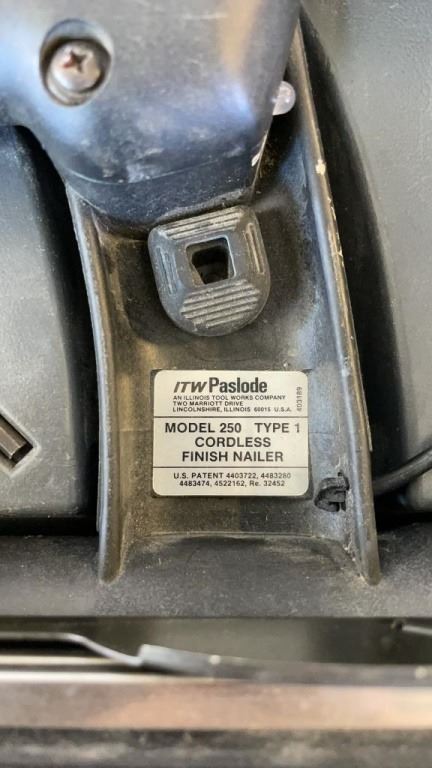 ITW Paslode
AN ILLINOIS TOOL WORKS COMPANY
TWO MARRIOTT DRIVE
LINCOLNSHIRE, ILLINOIS 60015 U.S.A.
403189
MODEL 250 TYPE 1
CORDLESS
FINISH NAILER
U.S. PATENT 4403722, 4483280
4483474, 4522162, Re. 32452